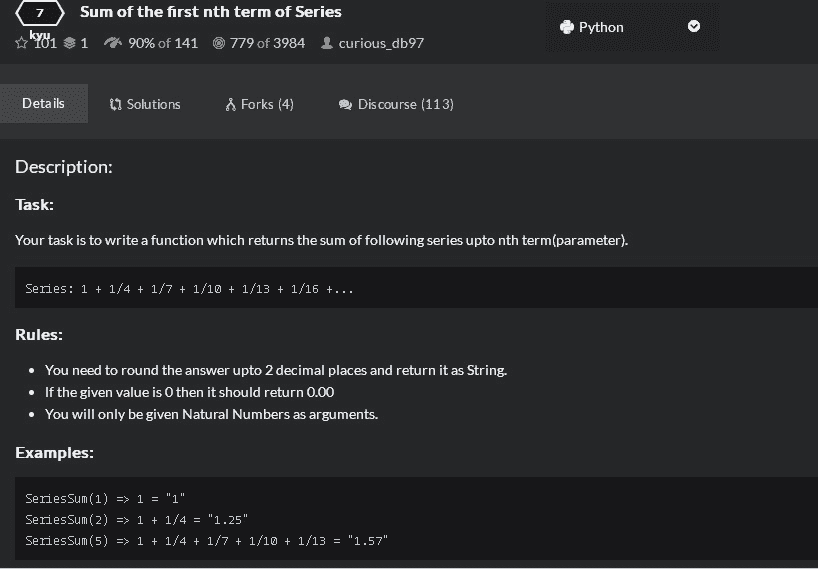 7 Sum of the first nth term of Series
kyu
101 1 90% of 141 779 of 3984 curious_db97
Python
Details Solutions Forks (4) Discourse (113)
Description:
Task:
Your task is to write a function which returns the sum of following series upto nth term(parameter).
Series: 1 + 1/4 + 1/7 + 1/10 + 1/13 + 1/16 +...
Rules:
• You need to round the answer upto 2 decimal places and return it as String.
• If the given value is 0 then it should return 0.00
• You will only be given Natural Numbers as arguments.
Examples:
SeriesSum(1) => 1 = "1"
SeriesSum(2) => 1 + 1/4 = "1.25"
SeriesSum(5) => 1 + 1/4 + 1/7 + 1/10 + 1/13 = "1.57"